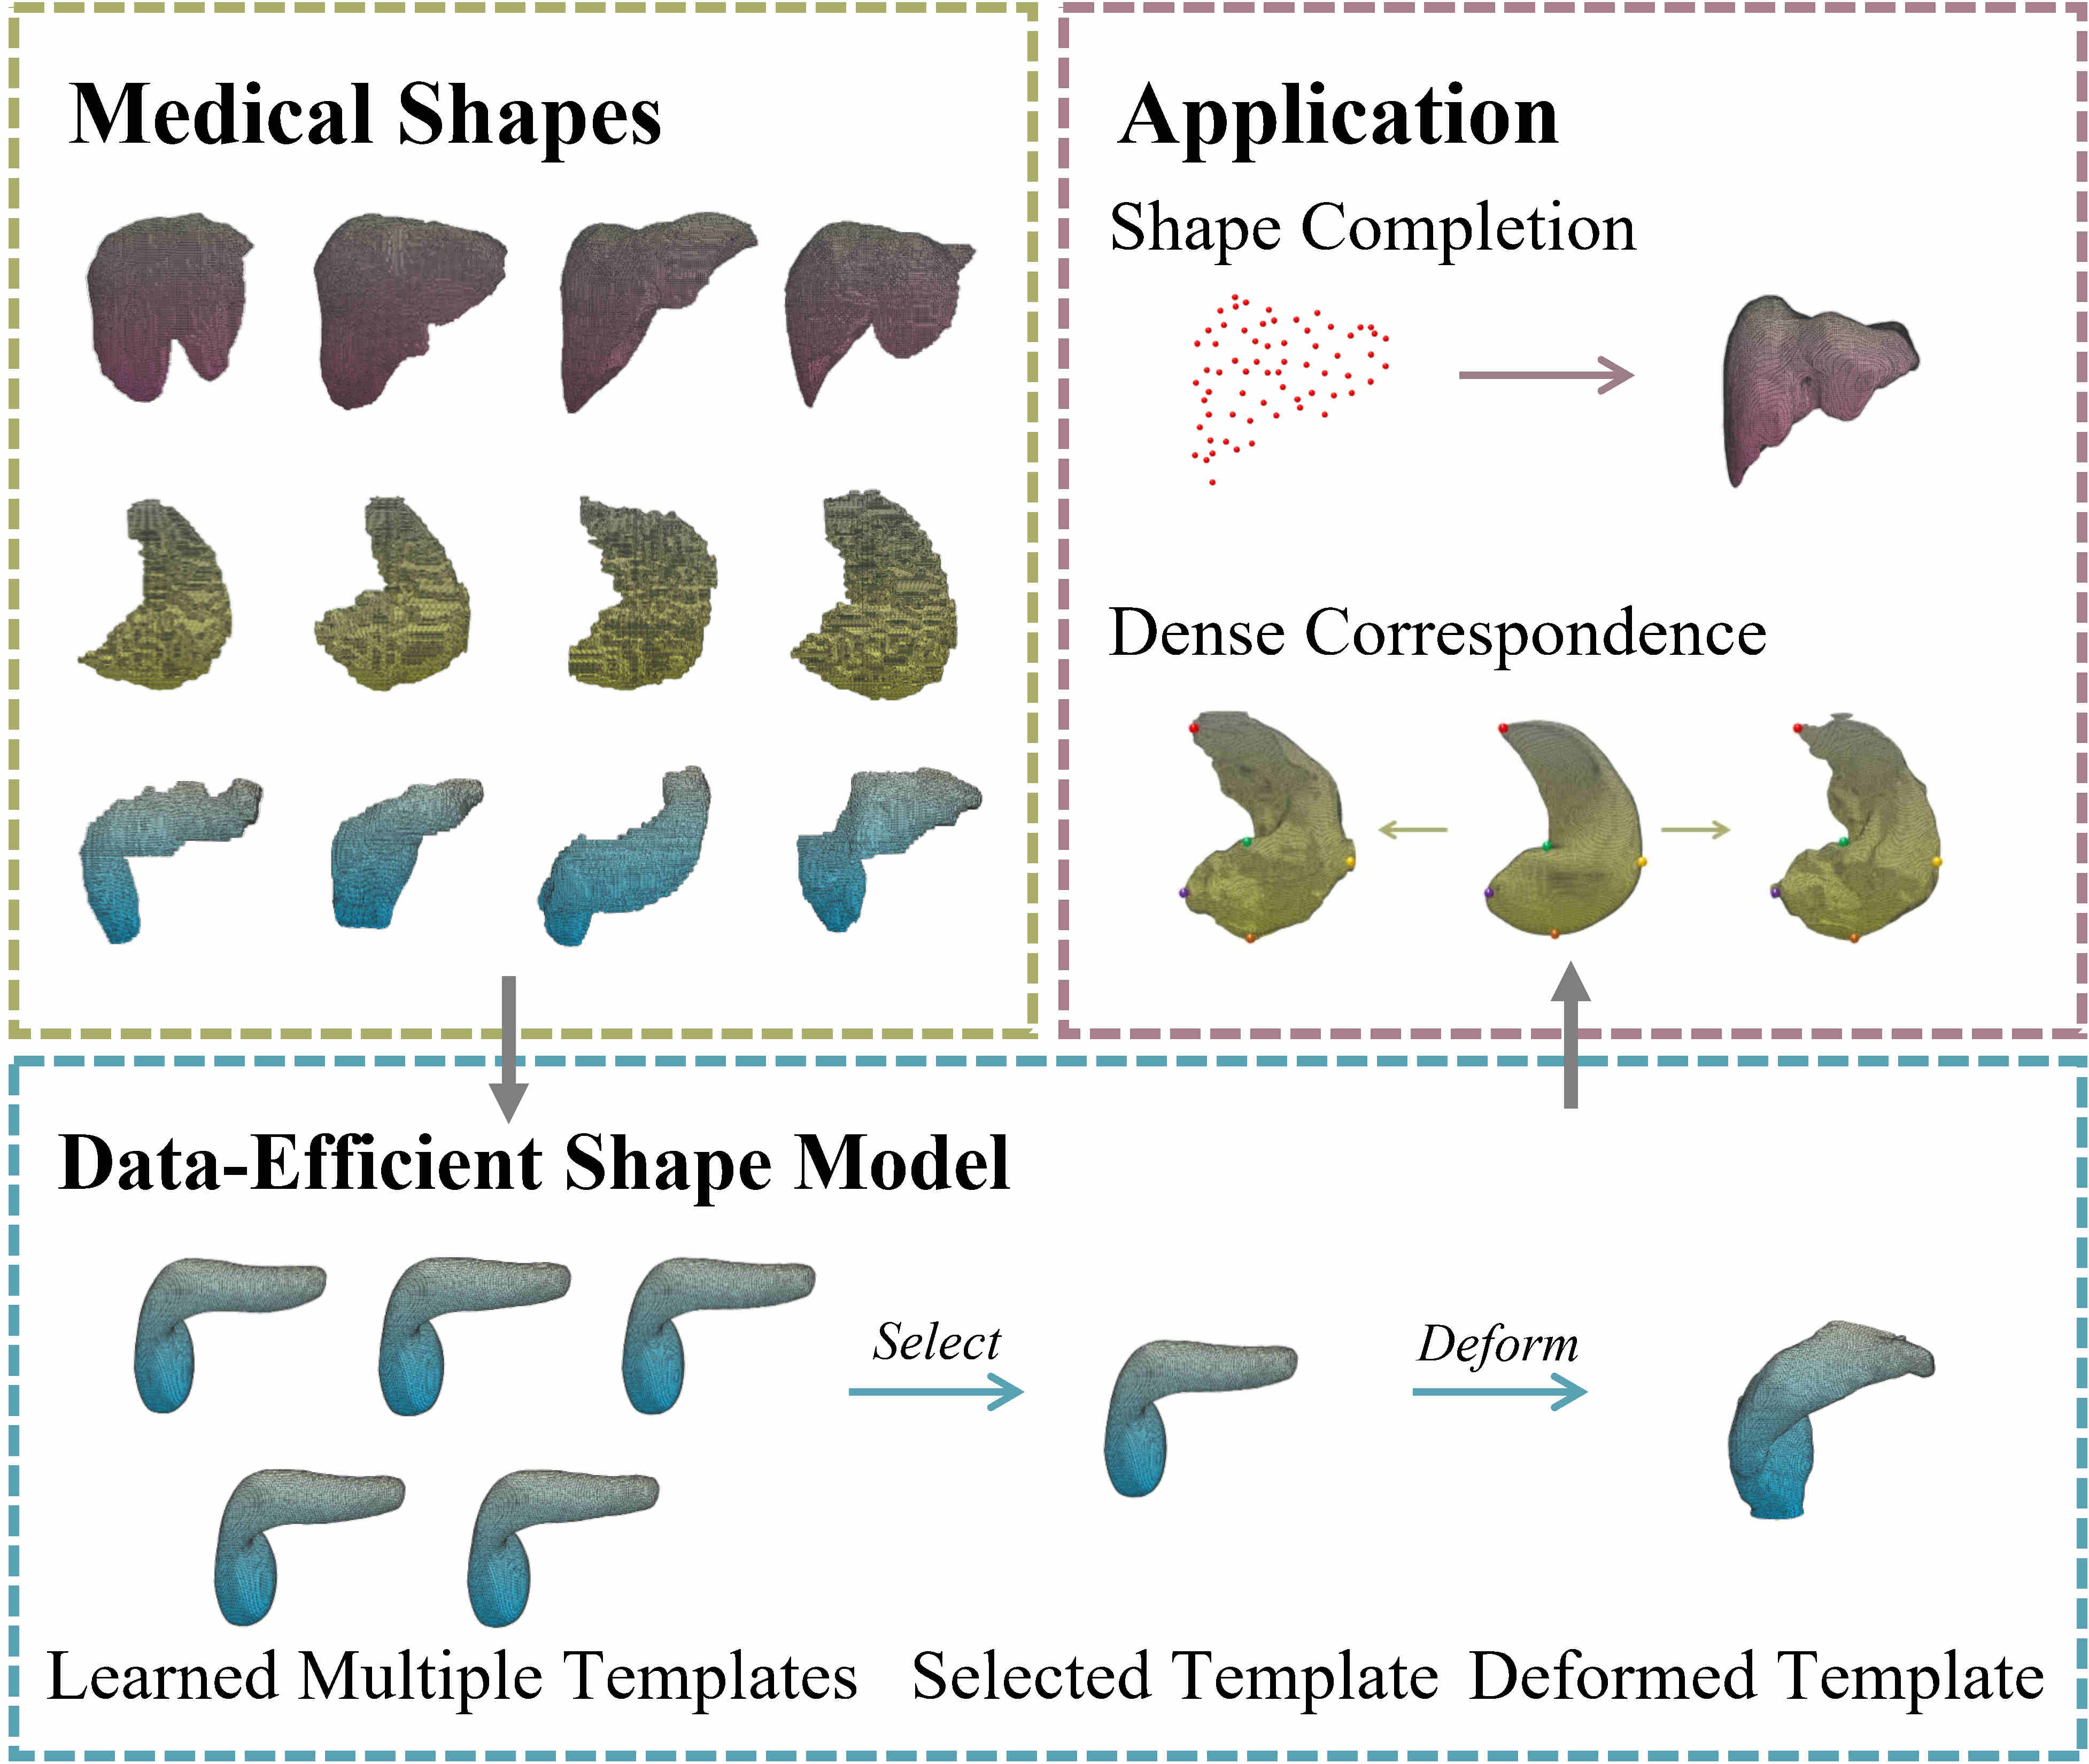 Medical Shapes
Application
Shape Completion
Dense Correspondence
Data-Efficient Shape Model
Select
Deform
Learned Multiple Templates
Selected Template
Deformed Template